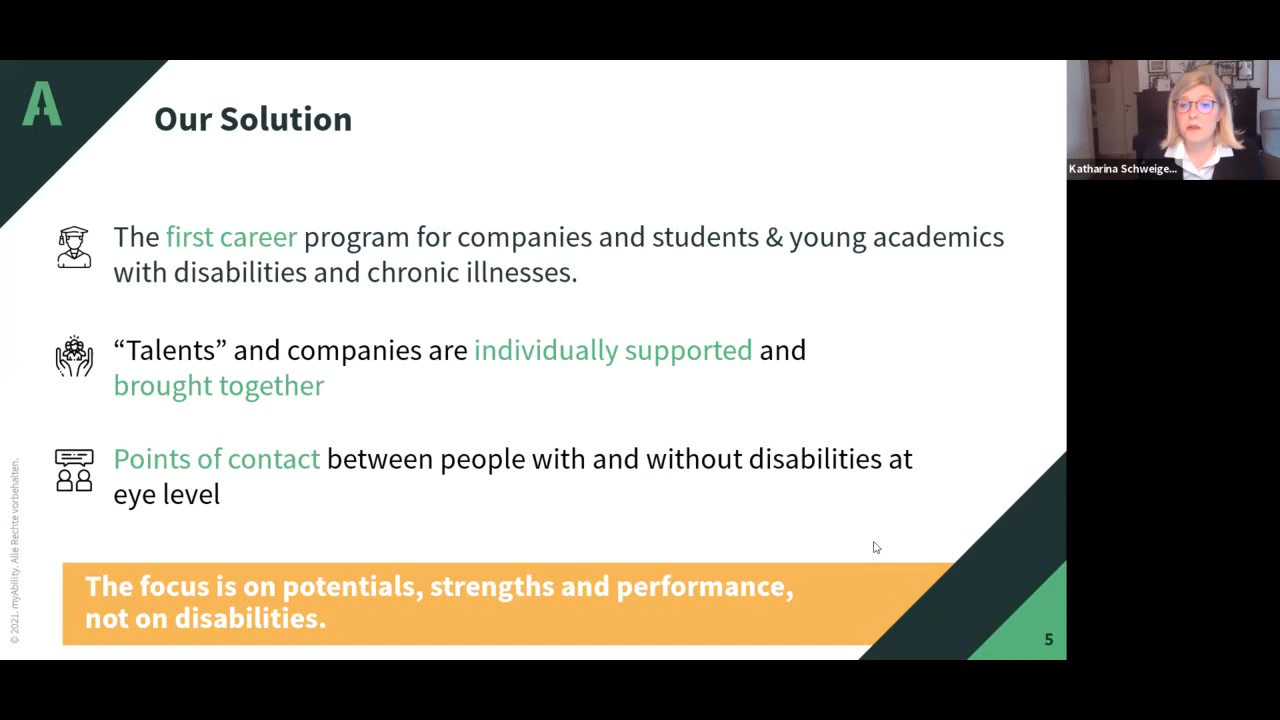 A
Our Solution
The first career program for companies and students & young academics
with disabilities and chronic illnesses.
“Talents” and companies are individually supported and
brought together
Points of contact between people with and without disabilities at
eye level
The focus is on potentials, strengths and performance,
not on disabilities.
5
© 2021. myAbility. Alle Rechte vorbehalten.
Katharina Schweige...